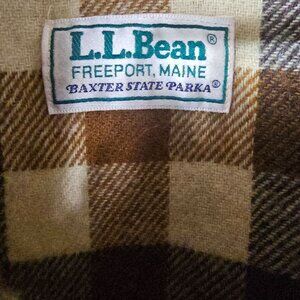 L.L.Bean®
FREEPORT, MAINE
BAXTER STATE PARKA®